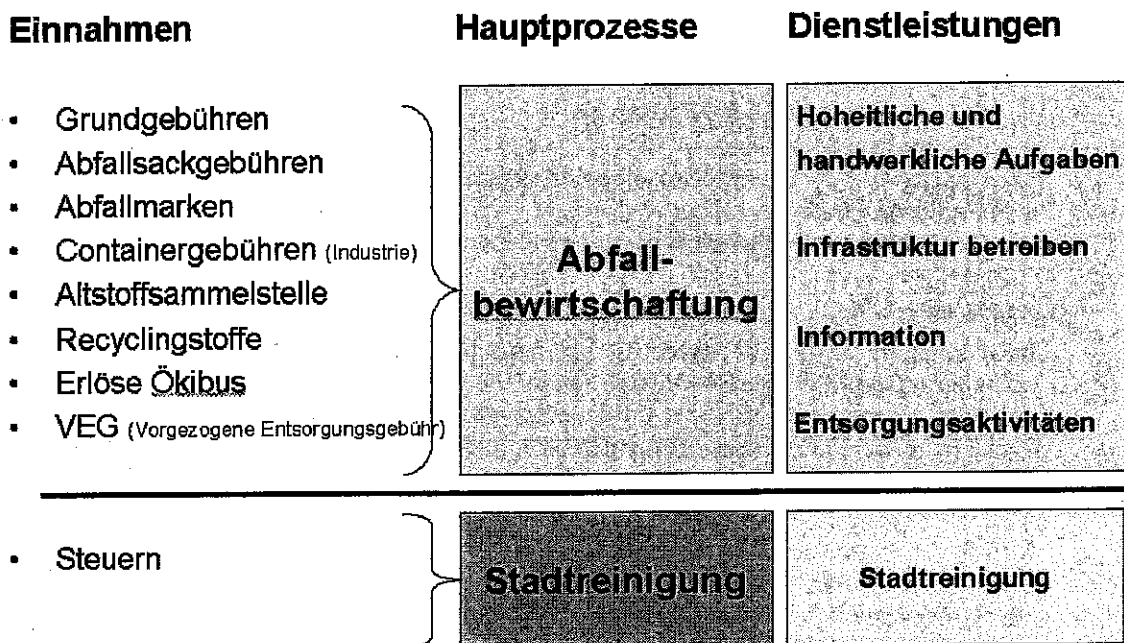 Einnahmen
Hauptprozesse
Dienstleistungen
▪ Grundgebühren
▪ Abfallsackgebühren
▪ Abfallmarken
▪ Containergebühren (Industrie)
▪ Altstoffsammelstelle
▪ Recyclingstoffe
▪ Erlöse Ökibus
▪ VEG (Vorgezogene Entsorgungsgebühr)
Abfall-
bewirtschaftung
Hoheitliche und
handwerkliche Aufgaben
Infrastruktur betreiben
Information
Entsorgungsaktivitäten
▪ Steuern
Stadtreinigung
Stadtreinigung